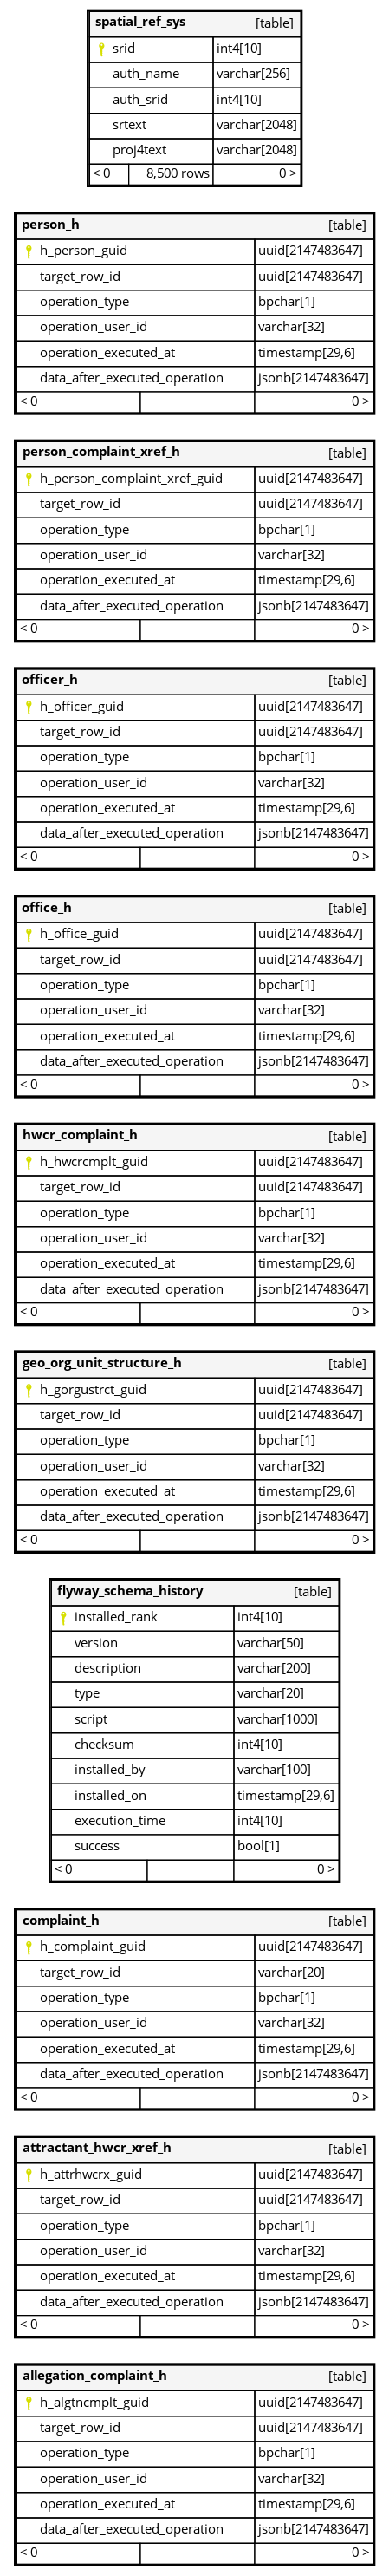 spatial_ref_sys [table]
srid int4[10]
auth_name varchar[256]
auth_srid int4[10]
srtext varchar[2048]
proj4text varchar[2048]
< 0 8,500 rows 0 >
person_h [table]
h_person_guid uuid[2147483647]
target_row_id uuid[2147483647]
operation_type bpchar[1]
operation_user_id varchar[32]
operation_executed_at timestamp[29,6]
data_after_executed_operation jsonb[2147483647]
< 0 0 >
person_complaint_xref_h [table]
h_person_complaint_xref_guid uuid[2147483647]
target_row_id uuid[2147483647]
operation_type bpchar[1]
operation_user_id varchar[32]
operation_executed_at timestamp[29,6]
data_after_executed_operation jsonb[2147483647]
< 0 0 >
officer_h [table]
h_officer_guid uuid[2147483647]
target_row_id uuid[2147483647]
operation_type bpchar[1]
operation_user_id varchar[32]
operation_executed_at timestamp[29,6]
data_after_executed_operation jsonb[2147483647]
< 0 0 >
office_h [table]
h_office_guid uuid[2147483647]
target_row_id uuid[2147483647]
operation_type bpchar[1]
operation_user_id varchar[32]
operation_executed_at timestamp[29,6]
data_after_executed_operation jsonb[2147483647]
< 0 0 >
hwcr_complaint_h [table]
h_hwcrcmplt_guid uuid[2147483647]
target_row_id uuid[2147483647]
operation_type bpchar[1]
operation_user_id varchar[32]
operation_executed_at timestamp[29,6]
data_after_executed_operation jsonb[2147483647]
< 0 0 >
geo_org_unit_structure_h [table]
h_gorgustrct_guid uuid[2147483647]
target_row_id uuid[2147483647]
operation_type bpchar[1]
operation_user_id varchar[32]
operation_executed_at timestamp[29,6]
data_after_executed_operation jsonb[2147483647]
< 0 0 >
flyway_schema_history [table]
installed_rank int4[10]
version varchar[50]
description varchar[200]
type varchar[20]
script varchar[1000]
checksum int4[10]
installed_by varchar[100]
installed_on timestamp[29,6]
execution_time int4[10]
success bool[1]
< 0 0 >
complaint_h [table]
h_complaint_guid uuid[2147483647]
target_row_id varchar[20]
operation_type bpchar[1]
operation_user_id varchar[32]
operation_executed_at timestamp[29,6]
data_after_executed_operation jsonb[2147483647]
< 0 0 >
attractant_hwcr_xref_h [table]
h_attrhwcrx_guid uuid[2147483647]
target_row_id uuid[2147483647]
operation_type bpchar[1]
operation_user_id varchar[32]
operation_executed_at timestamp[29,6]
data_after_executed_operation jsonb[2147483647]
< 0 0 >
allegation_complaint_h [table]
h_algtncmplt_guid uuid[2147483647]
target_row_id uuid[2147483647]
operation_type bpchar[1]
operation_user_id varchar[32]
operation_executed_at timestamp[29,6]
data_after_executed_operation jsonb[2147483647]
< 0 0 >